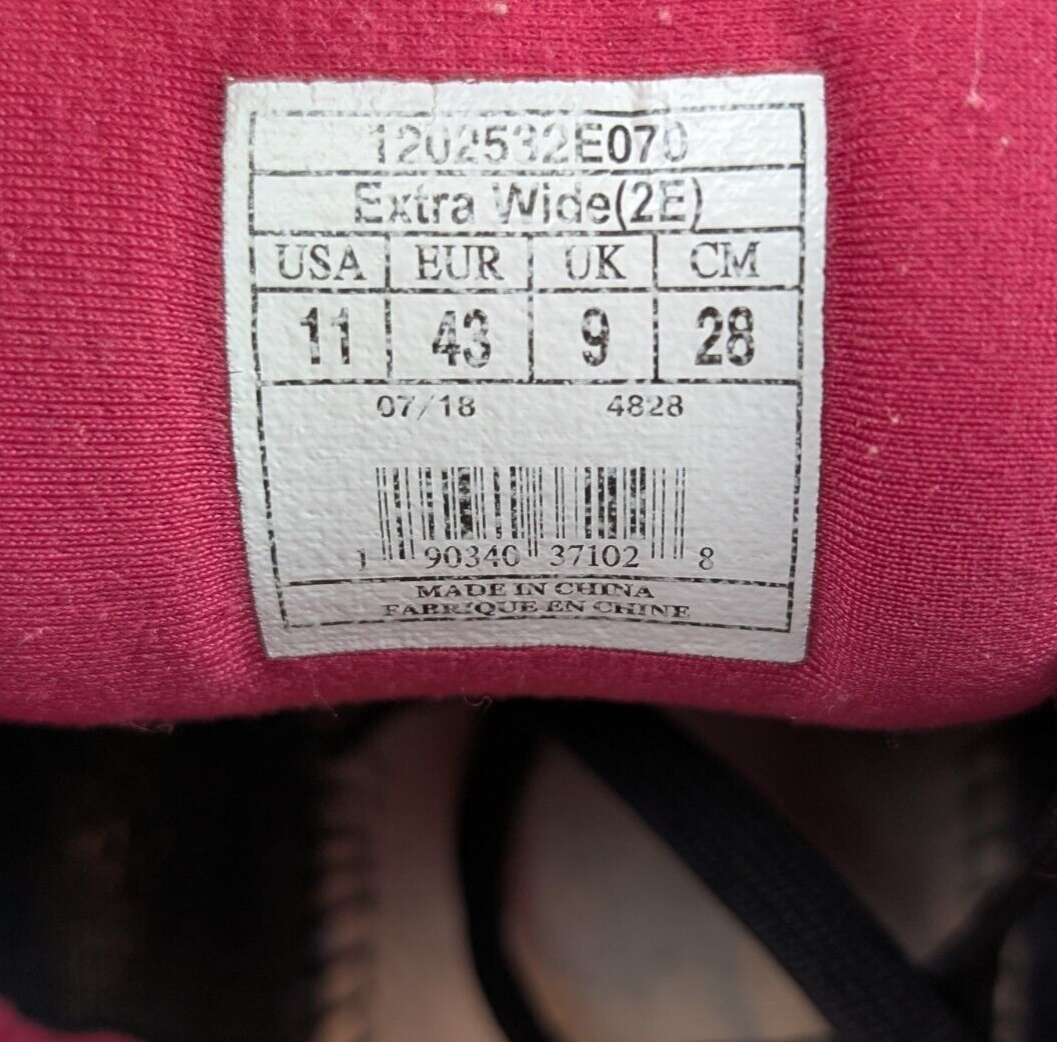 1202532E070
Extra Wide(2E)
USA EUR UK CM
11 43 9 28
07/18 4828
1 90340 37102 8
MADE IN CHINA
FABRIQUE EN CHINE